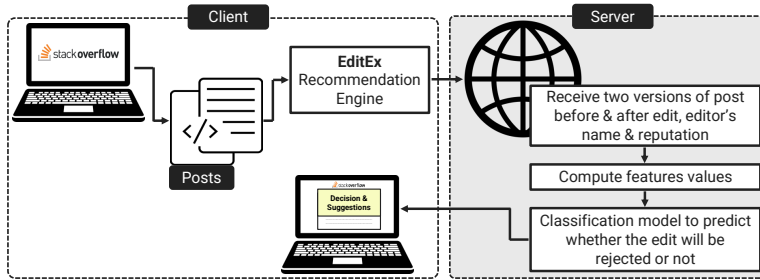 Client
Server
stackoverflow
EditEx
Recommendation
Engine
</>
Posts
Receive two versions of post
before & after edit, editor's
name & reputation
Compute features values
Classification model to predict
whether the edit will be
rejected or not
stackoverflow
Decision &
Suggestions